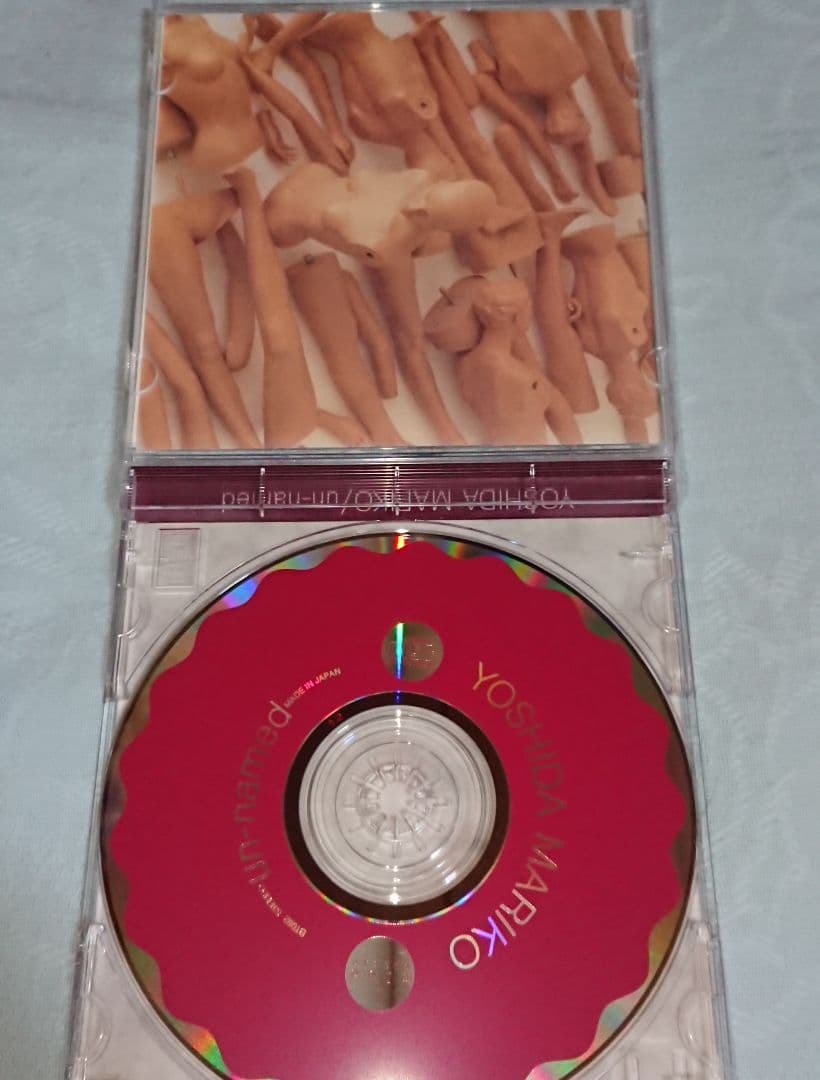 YOSHIDA MARIKO/un-named
YOSHIDA MARIKO
un-named
MADE IN JAPAN